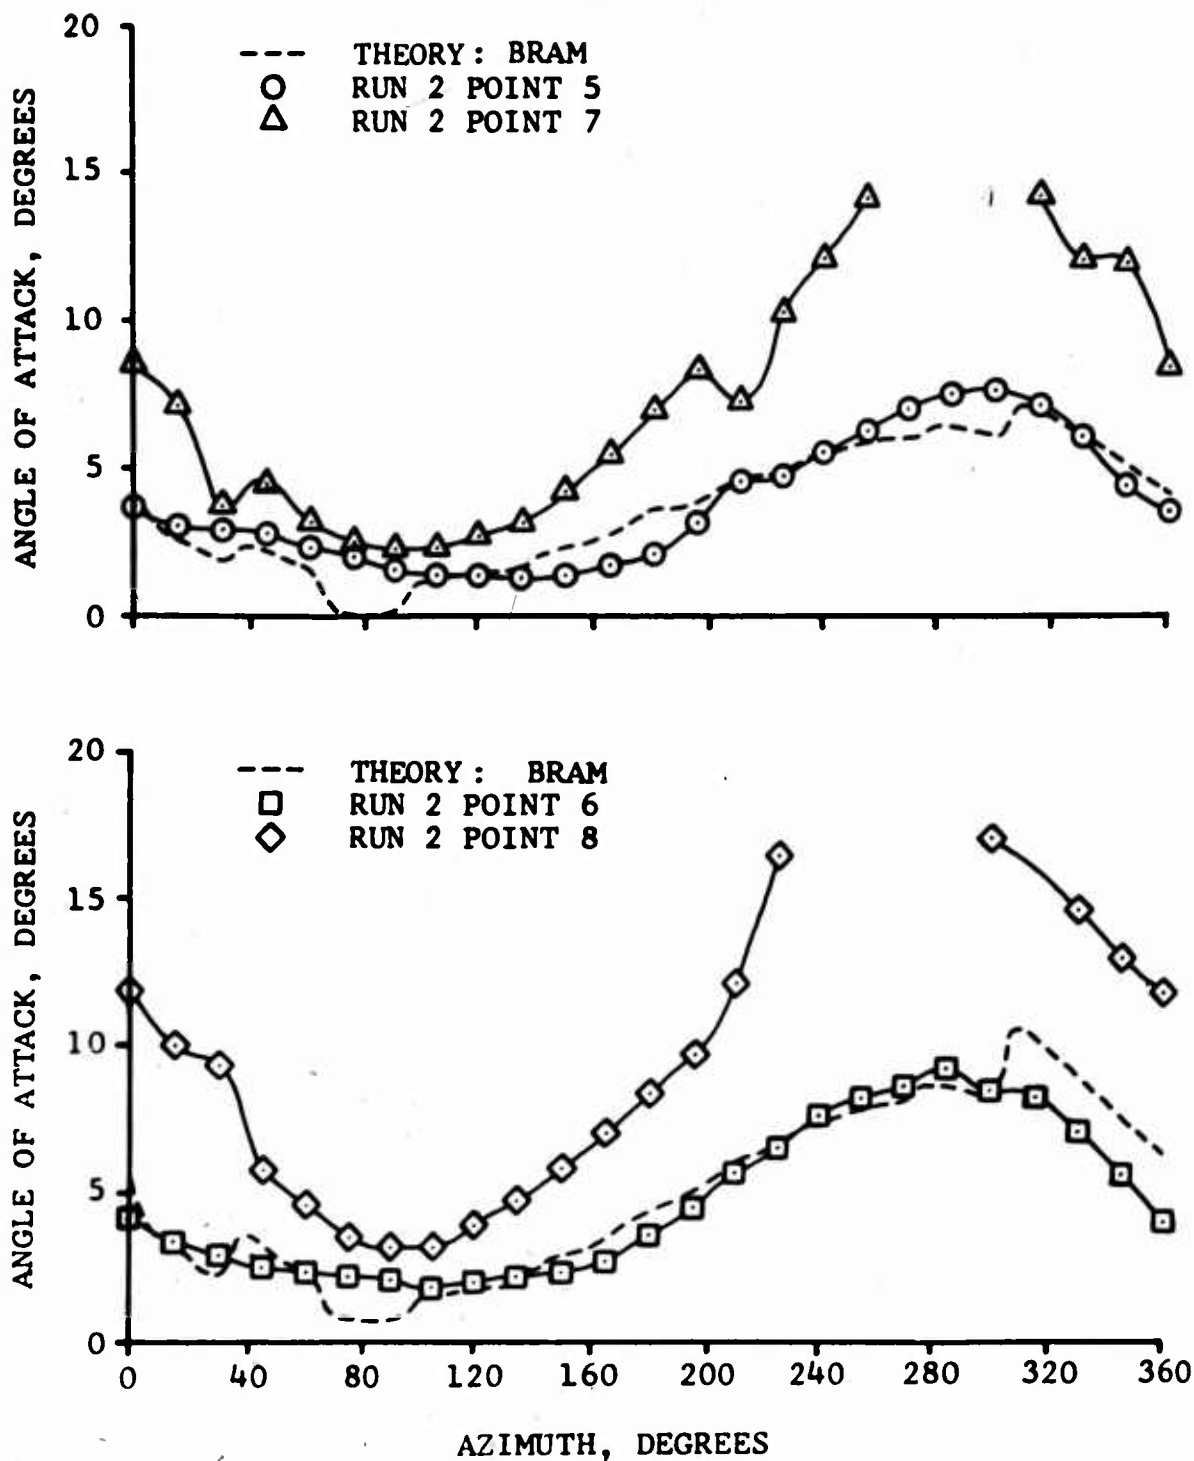 20
THEORY: BRAM
RUN 2 POINT 5
RUN 2 POINT 7
15
10
5
0
ANGLE OF ATTACK, DEGREES
20
THEORY: BRAM
RUN 2 POINT 6
RUN 2 POINT 8
15
10
5
0
ANGLE OF ATTACK, DEGREES
0 40 80 120 160 200 240 280 320 360
AZIMUTH, DEGREES